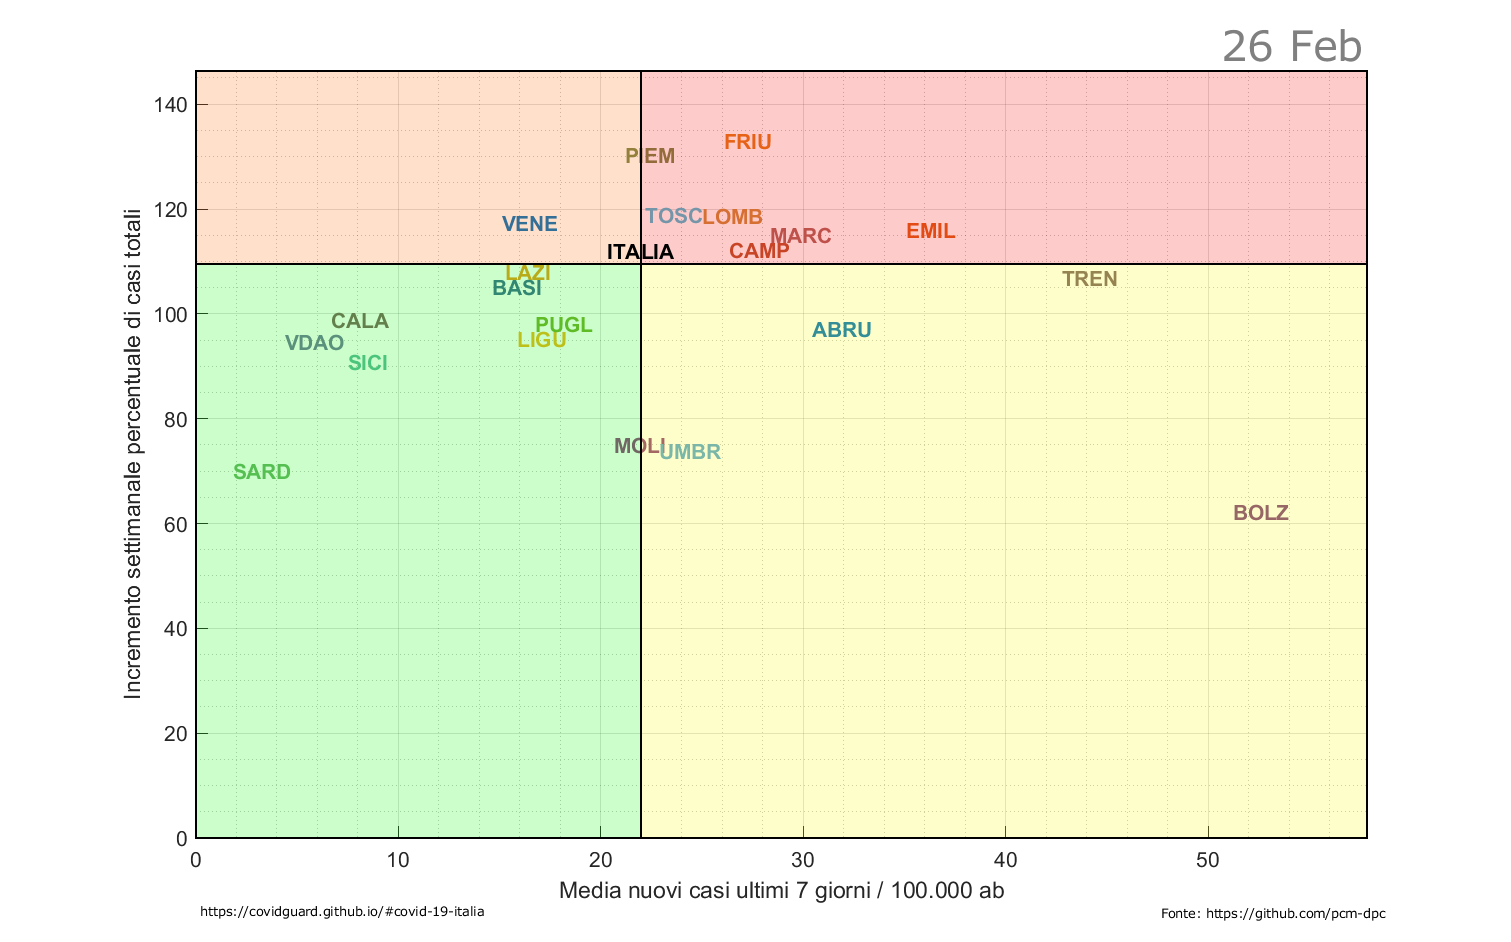 26 Feb
140
120
100
80
60
40
20
0
Incremento settimanale percentuale di casi totali
FRIU
PIEM
TOSC
LOMB
VENE
EMIL
MARC
CAMP
ITALIA
LAZI
TREN
BASI
CALA
PUGL
ABRU
LIGU
VDAO
SICI
MOLI
UMBR
SARD
BOLZ
0 10 20 30 40 50
Media nuovi casi ultimi 7 giorni / 100.000 ab
https://covidguard.github.io/#covid-19-italia
Fonte: https://github.com/pcm-dpc